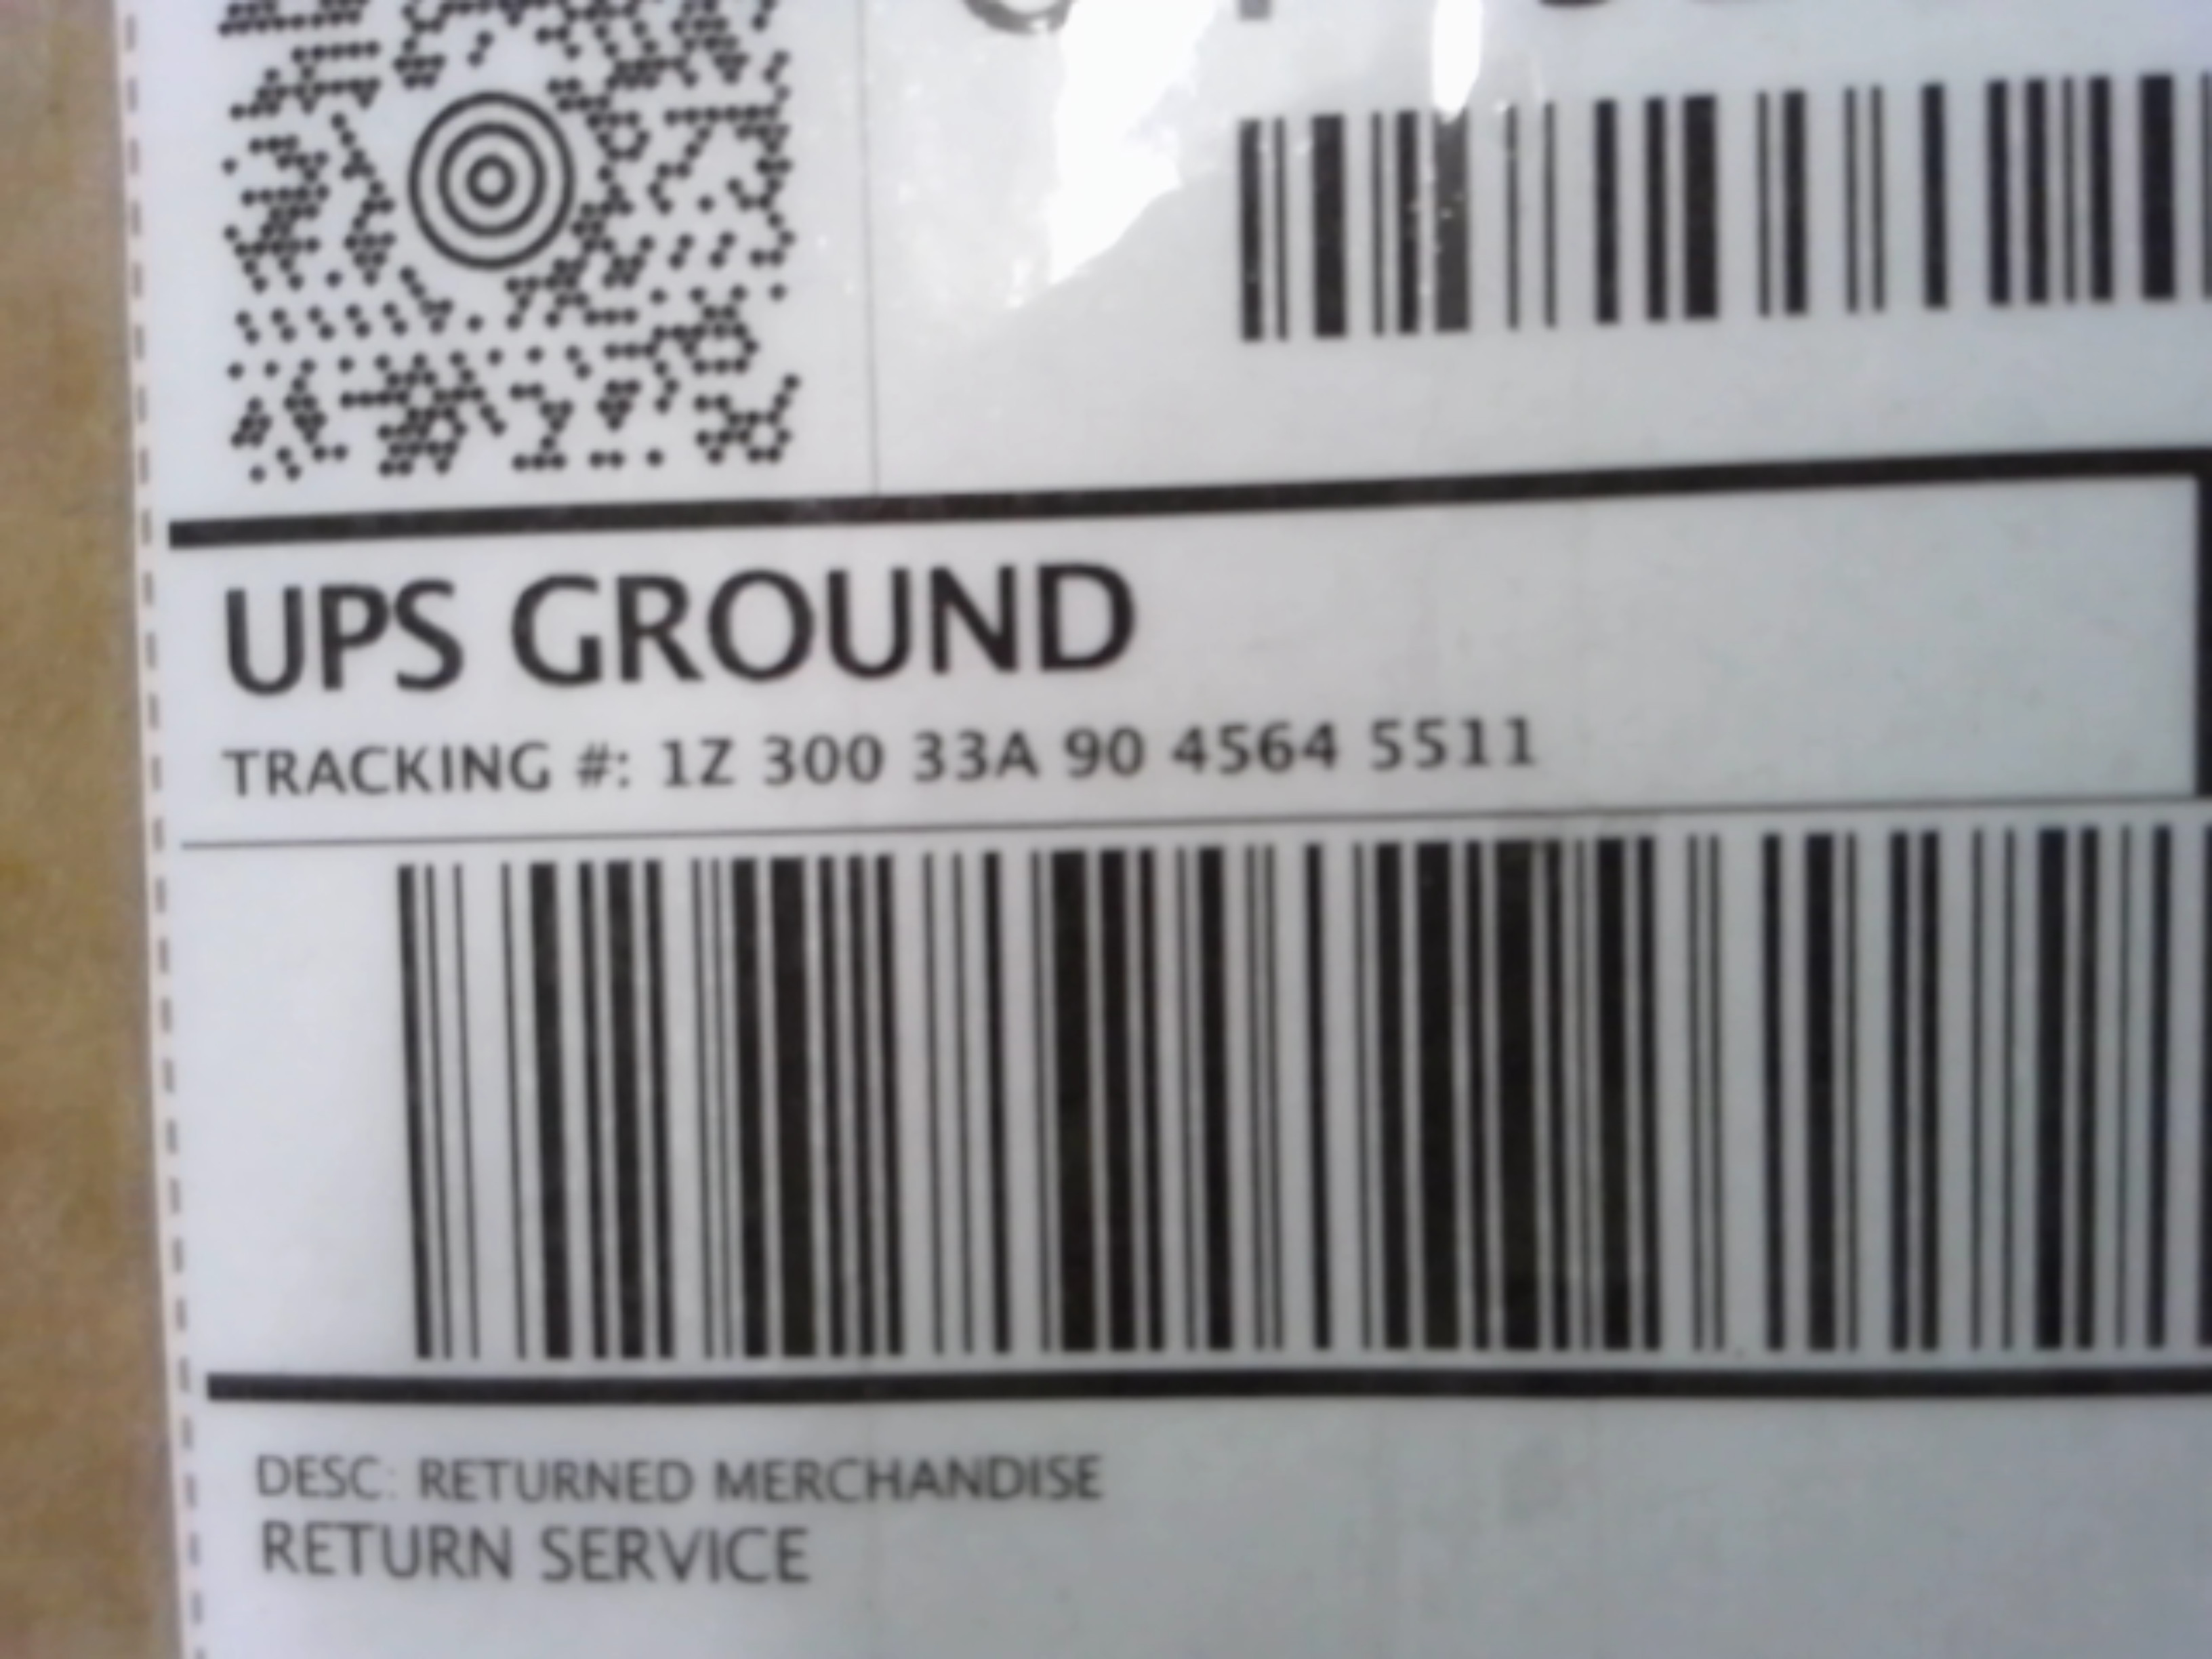 UPS GROUND
TRACKING #: 1Z 300 33A 90 4564 5511
DESC: RETURNED MERCHANDISE
RETURN SERVICE